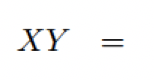 XY =